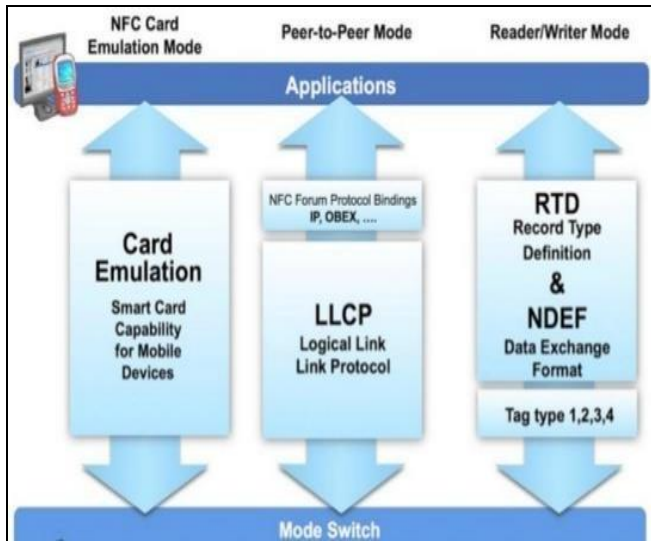 NFC Card
Emulation Mode
Peer-to-Peer Mode
Reader/Writer Mode
Applications
Card
Emulation
Smart Card
Capability
for Mobile
Devices
NFC Forum Protocol Bindings
IP, OBEX, ....
LLCP
Logical Link
Link Protocol
RTD
Record Type
Definition
&
NDEF
Data Exchange
Format
Tag type 1,2,3,4
Mode Switch